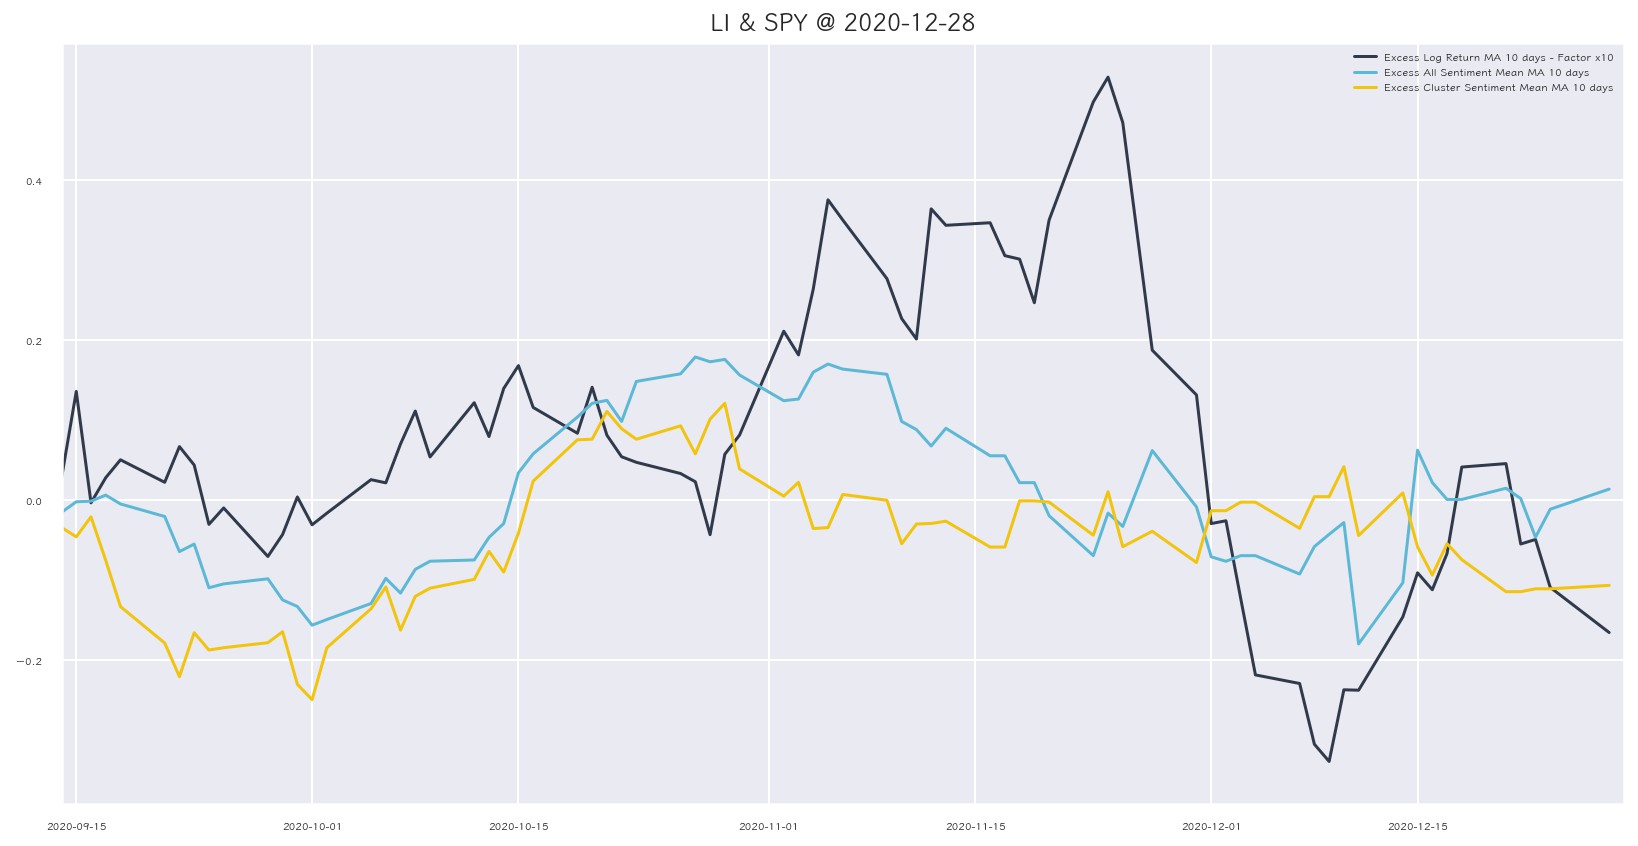 LI & SPY @ 2020-12-28
Excess Log Return MA 10 days - Factor x10
Excess All Sentiment Mean MA 10 days
Excess Cluster Sentiment Mean MA 10 days
0.4
0.2
0.0
−0.2
2020-09-15
2020-10-01
2020-10-15
2020-11-01
2020-11-15
2020-12-01
2020-12-15